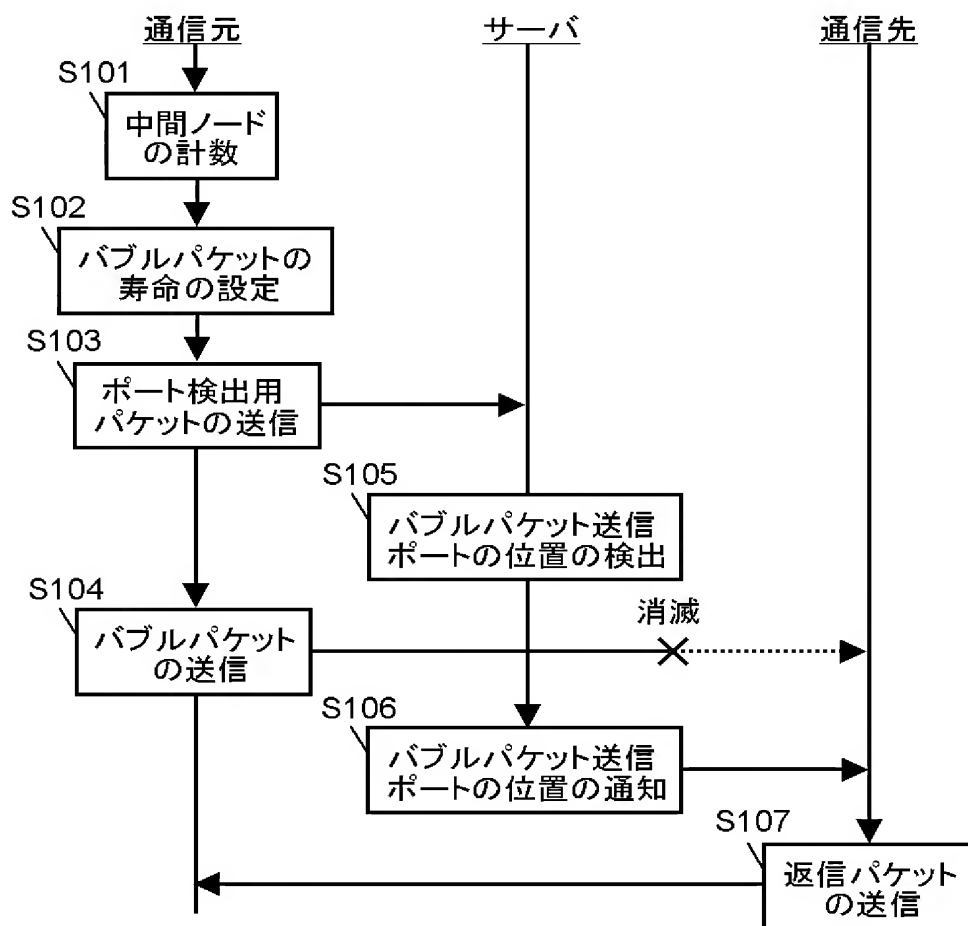 通信元
サーバ
通信先
S101
中間ノード
の計数
S102
バブルパケットの
寿命の設定
S103
ポート検出用
パケットの送信
S105
バブルパケット送信
ポートの位置の検出
S104
バブルパケット
の送信
消滅
S106
バブルパケット送信
ポートの位置の通知
S107
返信パケット
の送信